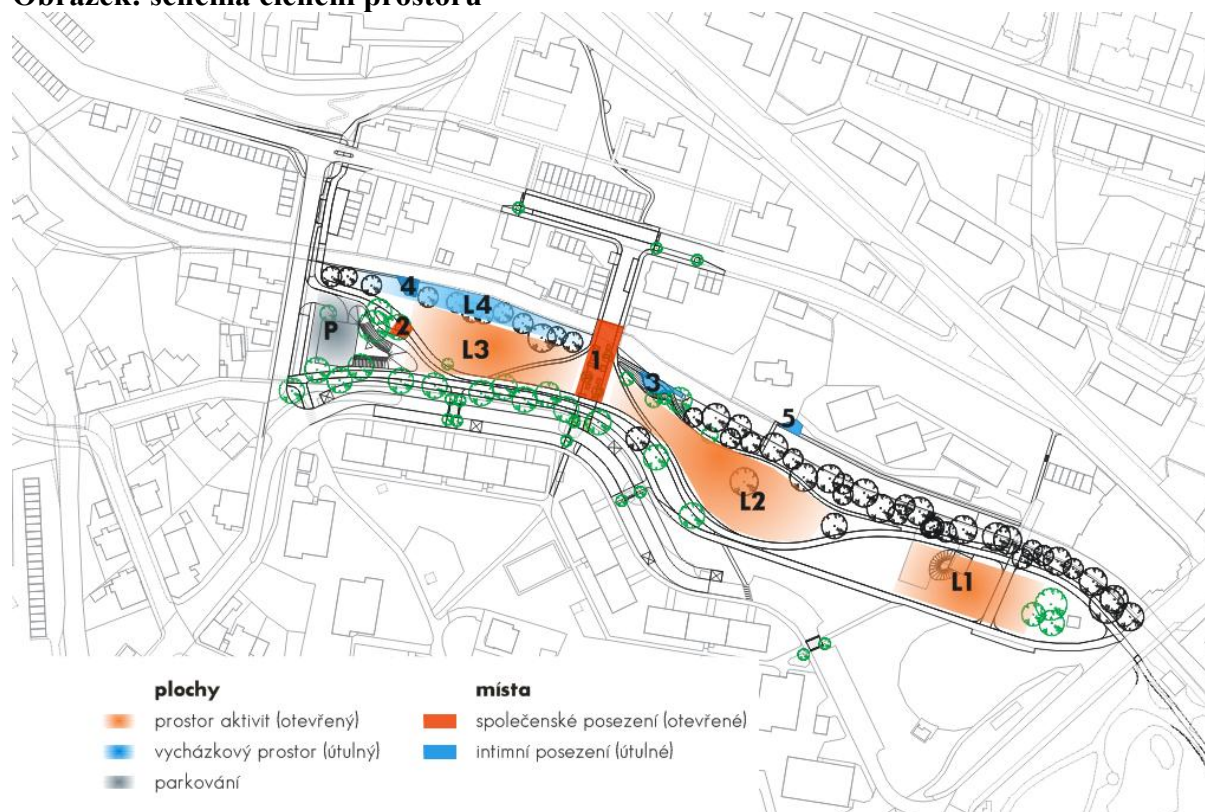 Obrázek: schéma členění prostoru
4
L4
P
2
L3
1
3
5
L2
L1
plochy
prostor aktivit (otevřený)
vycházkový prostor (útulný)
parkování
místa
společenské posezení (otevřené)
intimní posezení (útulné)